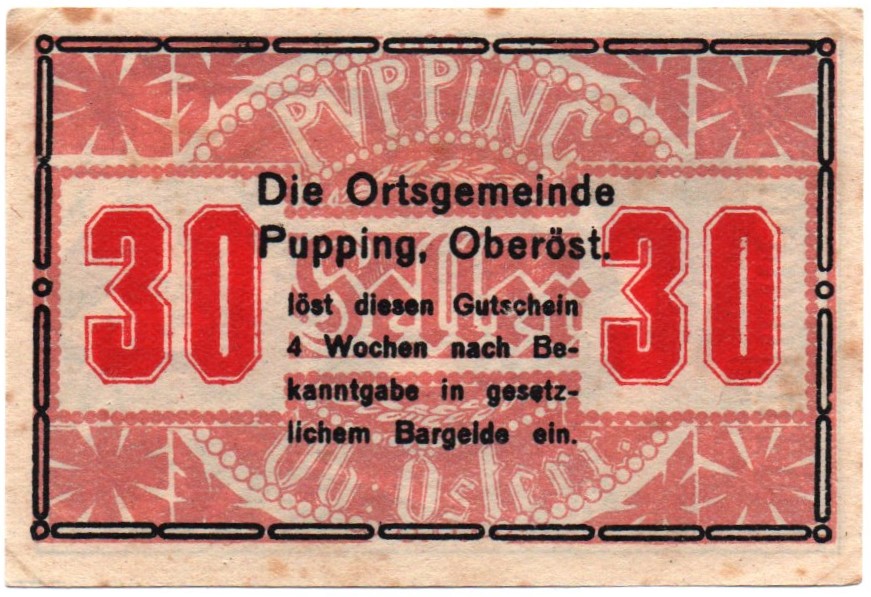 PVPPING
Die Ortsgemeinde
Pupping, Oberöst.
30
Heller
30
löst diesen Gutschein
4 Wochen nach Be-
kanntgabe in gesetz-
lichem Bargelde ein.
Ob: Österr.